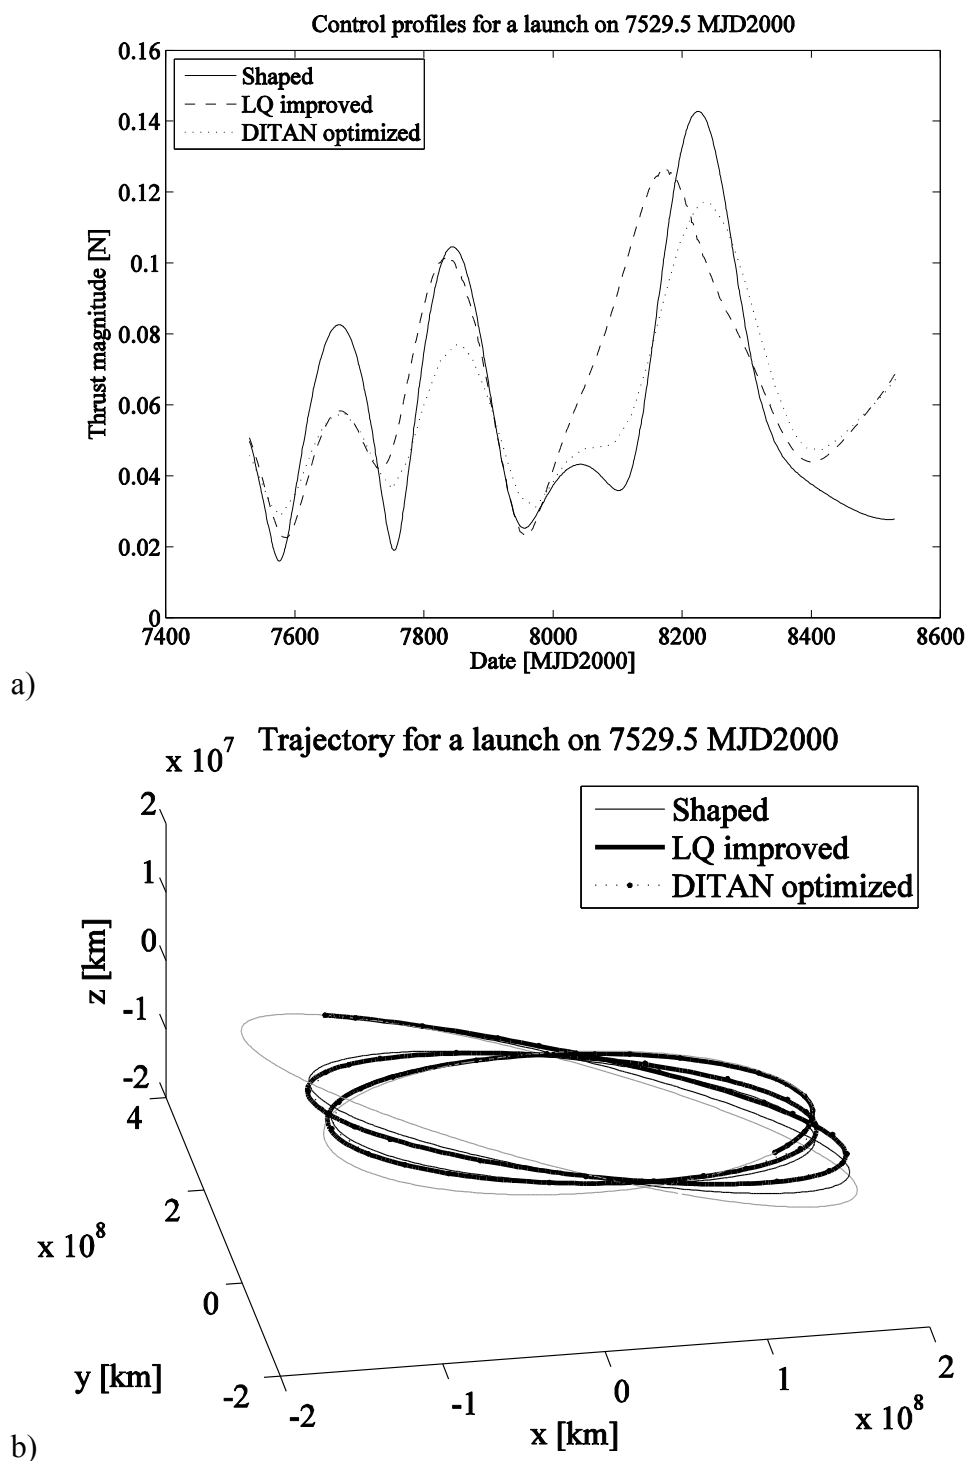 Control profiles for a launch on 7529.5 MJD2000
0.16
0.14
0.12
0.1
0.08
0.06
0.04
0.02
0
Thrust magnitude [N]
Shaped
LQ improved
DITAN optimized
7400 7600 7800 8000 8200 8400 8600
Date [MJD2000]
a)
Trajectory for a launch on 7529.5 MJD2000
x 10^7
Shaped
LQ improved
DITAN optimized
2
1
0
-1
-2
z [km]
4
2
0
-2
x 10^8
y [km]
-2 -1 0 1 2
x 10^8
x [km]
b)